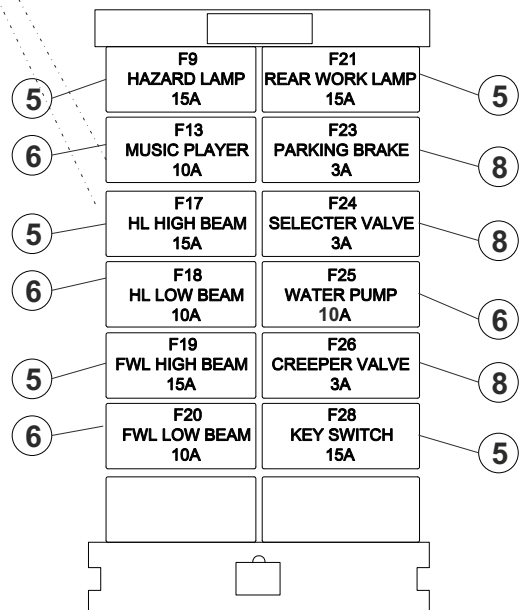 F9
HAZARD LAMP
15A
F21
REAR WORK LAMP
15A
5
5
F13
MUSIC PLAYER
10A
F23
PARKING BRAKE
3A
6
8
F17
HL HIGH BEAM
15A
F24
SELECTER VALVE
3A
5
8
F18
HL LOW BEAM
10A
F25
WATER PUMP
10A
6
6
F19
FWL HIGH BEAM
15A
F26
CREEPER VALVE
3A
5
8
F20
FWL LOW BEAM
10A
F28
KEY SWITCH
15A
6
5